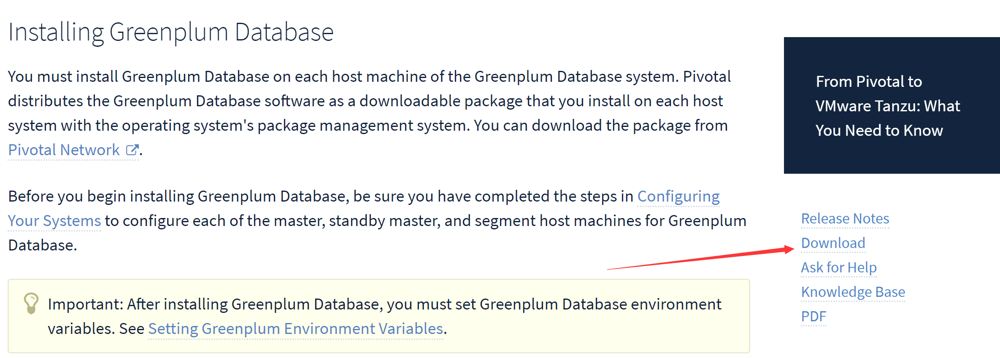 Installing Greenplum Database
You must install Greenplum Database on each host machine of the Greenplum Database system. Pivotal
distributes the Greenplum Database software as a downloadable package that you install on each host
system with the operating system's package management system. You can download the package from
Pivotal Network.
Before you begin installing Greenplum Database, be sure you have completed the steps in Configuring
Your Systems to configure each of the master, standby master, and segment host machines for Greenplum
Database.
Important: After installing Greenplum Database, you must set Greenplum Database environment
variables. See Setting Greenplum Environment Variables.
From Pivotal to
VMware Tanzu: What
You Need to Know
Release Notes
Download
Ask for Help
Knowledge Base
PDF